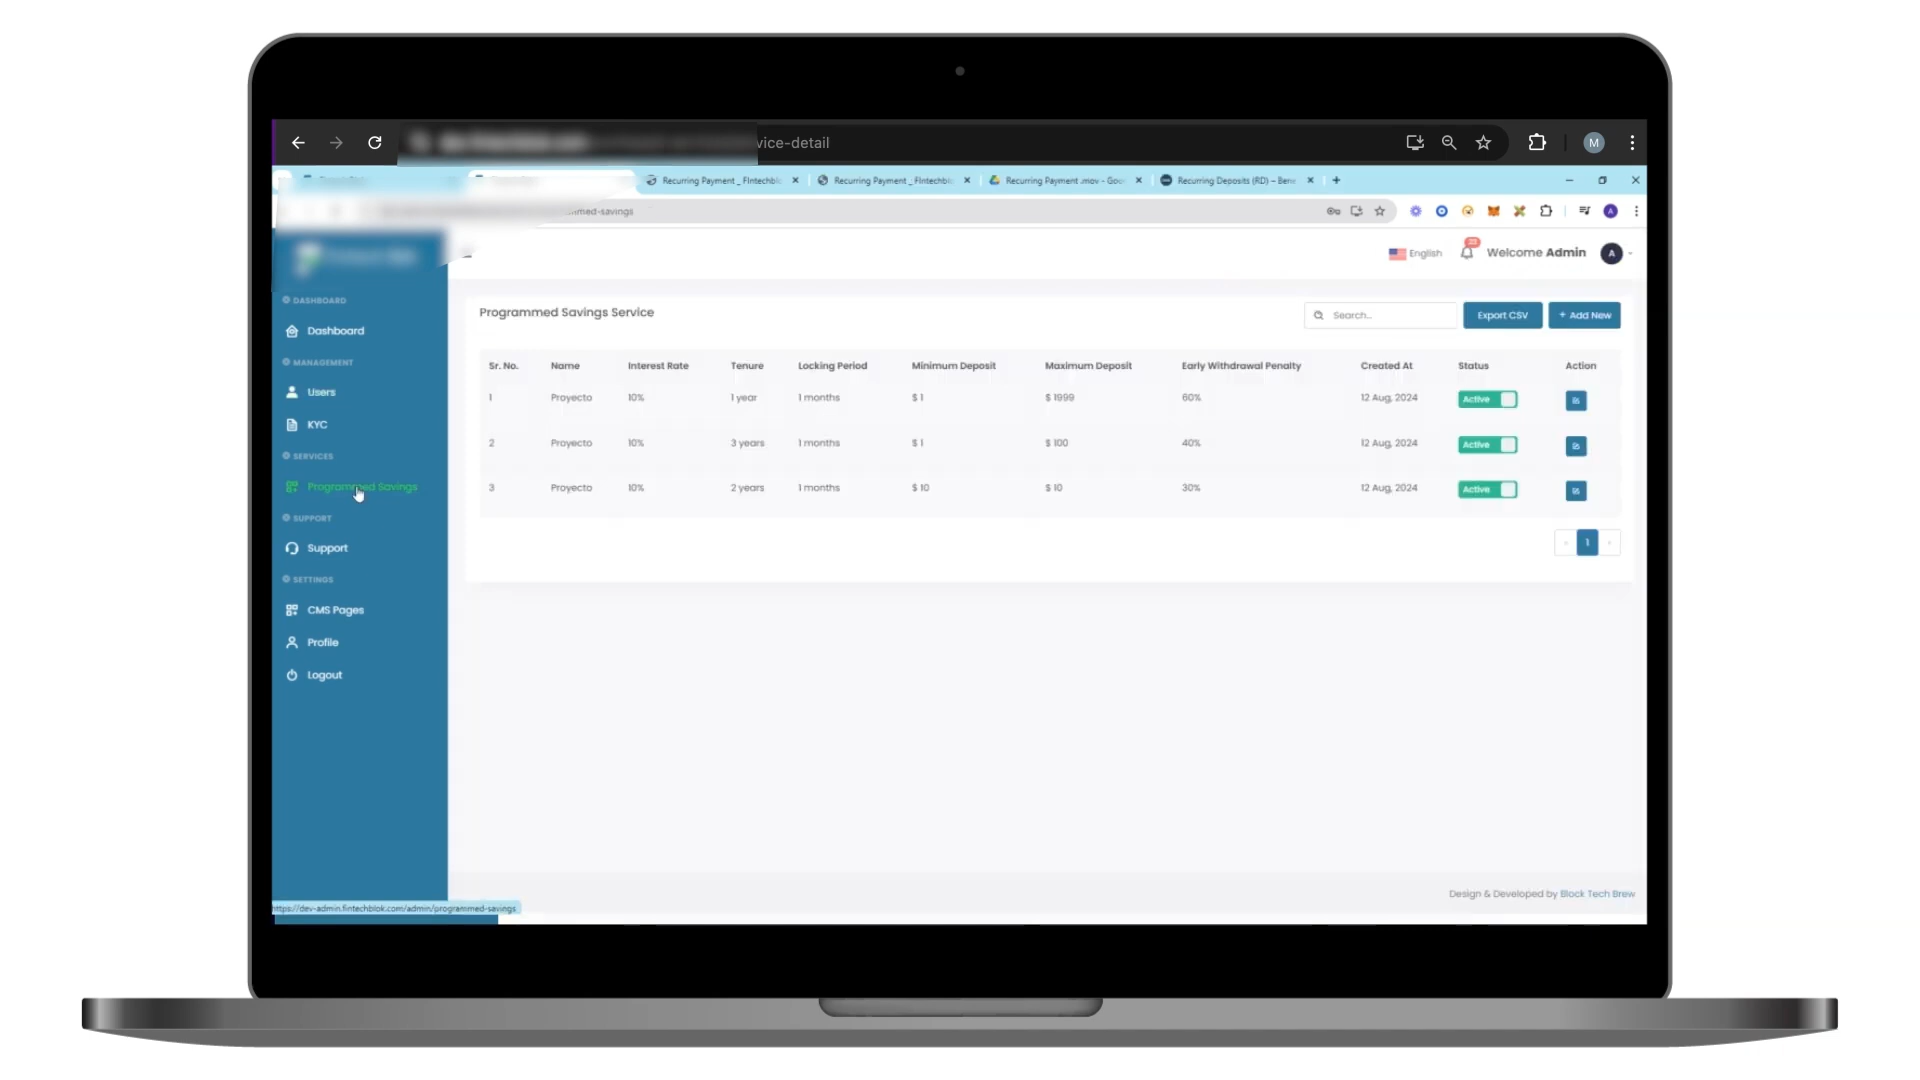 vice-detail
M
Recurring Payment _ Fintechbl
Recurring Payment _ Fintechbl
Recurring Payment .mov - Goo
Recurring Deposits (RD) – Bene
med-savings
A
English
Welcome Admin
A
DASHBOARD
Dashboard
MANAGEMENT
Users
KYC
SERVICES
Programmed Savings
SUPPORT
Support
SETTINGS
CMS Pages
Profile
Logout
Programmed Savings Service
Search...
Export CSV
+ Add New
Sr. No. Name Interest Rate Tenure Locking Period Minimum Deposit Maximum Deposit Early Withdrawal Penalty Created At Status Action
1 Proyecto 10% 1 year 1 months $ 1 $ 1999 60% 12 Aug, 2024 Active
2 Proyecto 10% 3 years 1 months $ 1 $ 100 40% 12 Aug, 2024 Active
3 Proyecto 10% 2 years 1 months $ 10 $ 10 30% 12 Aug, 2024 Active
1
Design & Developed by Block Tech Brew
https://dev-admin.fintechblok.com/admin/programmed-savings